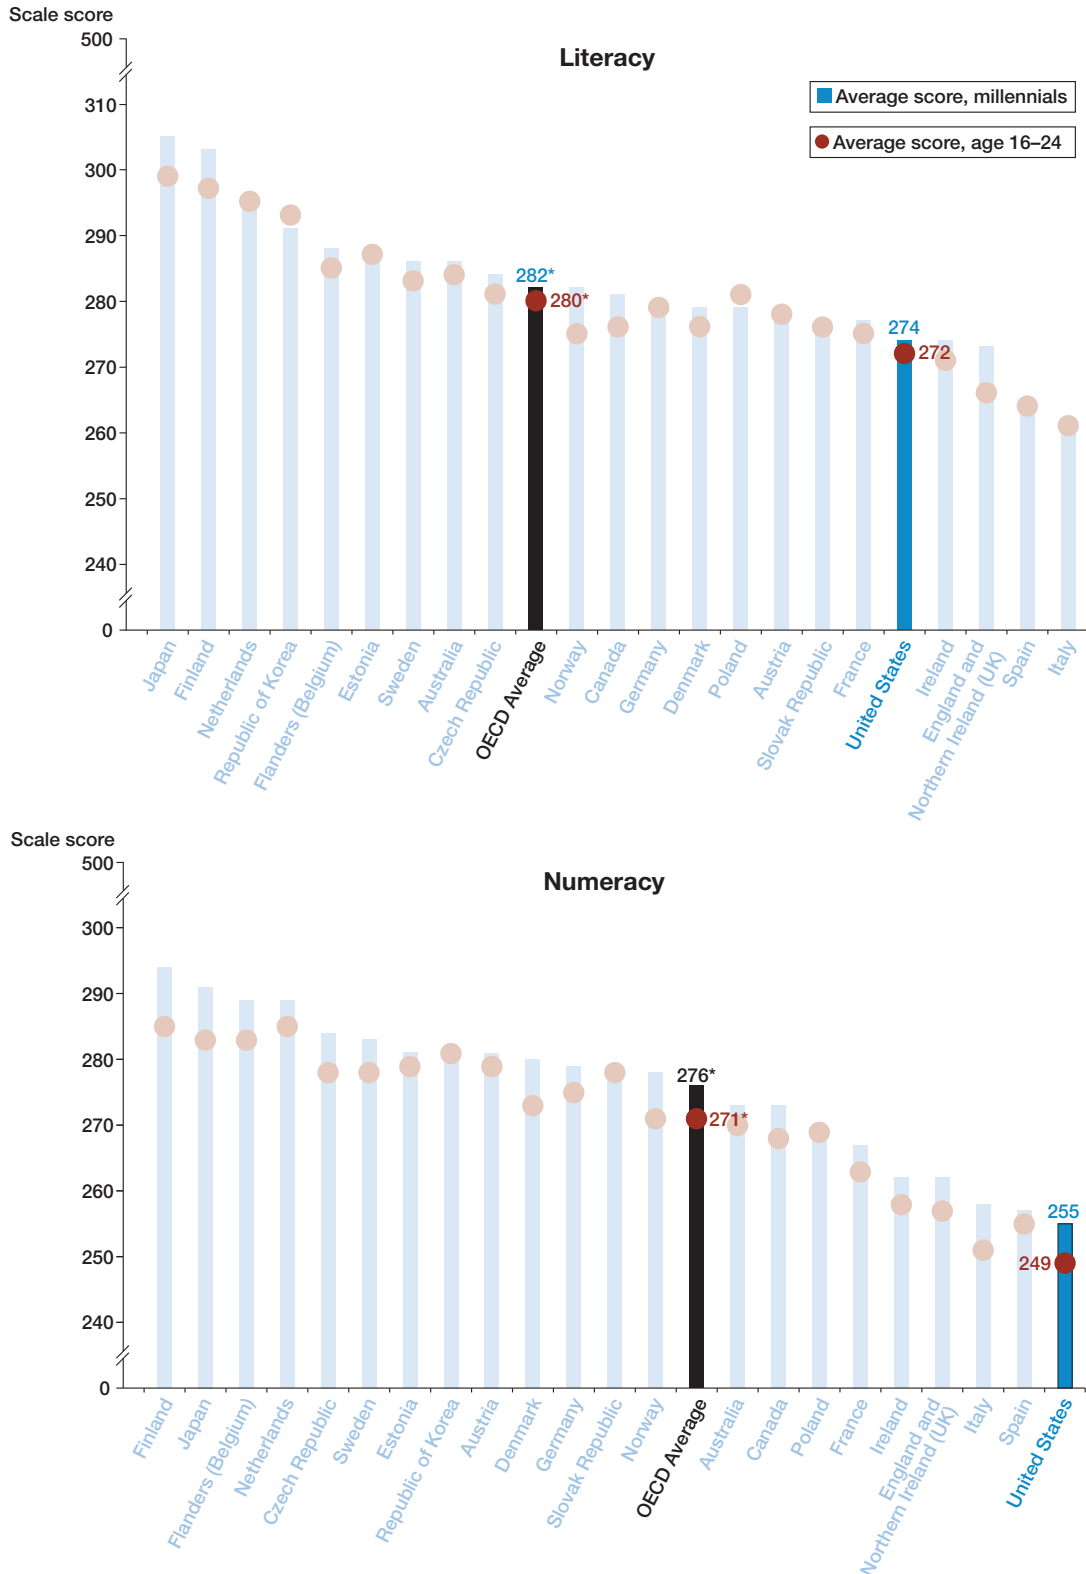 Scale score
500
Literacy
Average score, millennials
310
Average score, age 16–24
300
290
282*
280*
280
274
272
270
260
250
240
0
Japan
Finland
Netherlands
Republic of Korea
Flanders (Belgium)
Estonia
Sweden
Australia
Czech Republic
OECD Average
Norway
Canada
Germany
Denmark
Poland
Austria
Slovak Republic
France
United States
Ireland
England and
Northern Ireland (UK)
Spain
Italy
Scale score
500
Numeracy
300
290
280
276*
271*
270
260
255
250
249
240
0
Finland
Japan
Flanders (Belgium)
Netherlands
Czech Republic
Sweden
Estonia
Republic of Korea
Austria
Denmark
Germany
Slovak Republic
Norway
OECD Average
Australia
Canada
Poland
France
Ireland
England and
Northern Ireland (UK)
Italy
Spain
United States